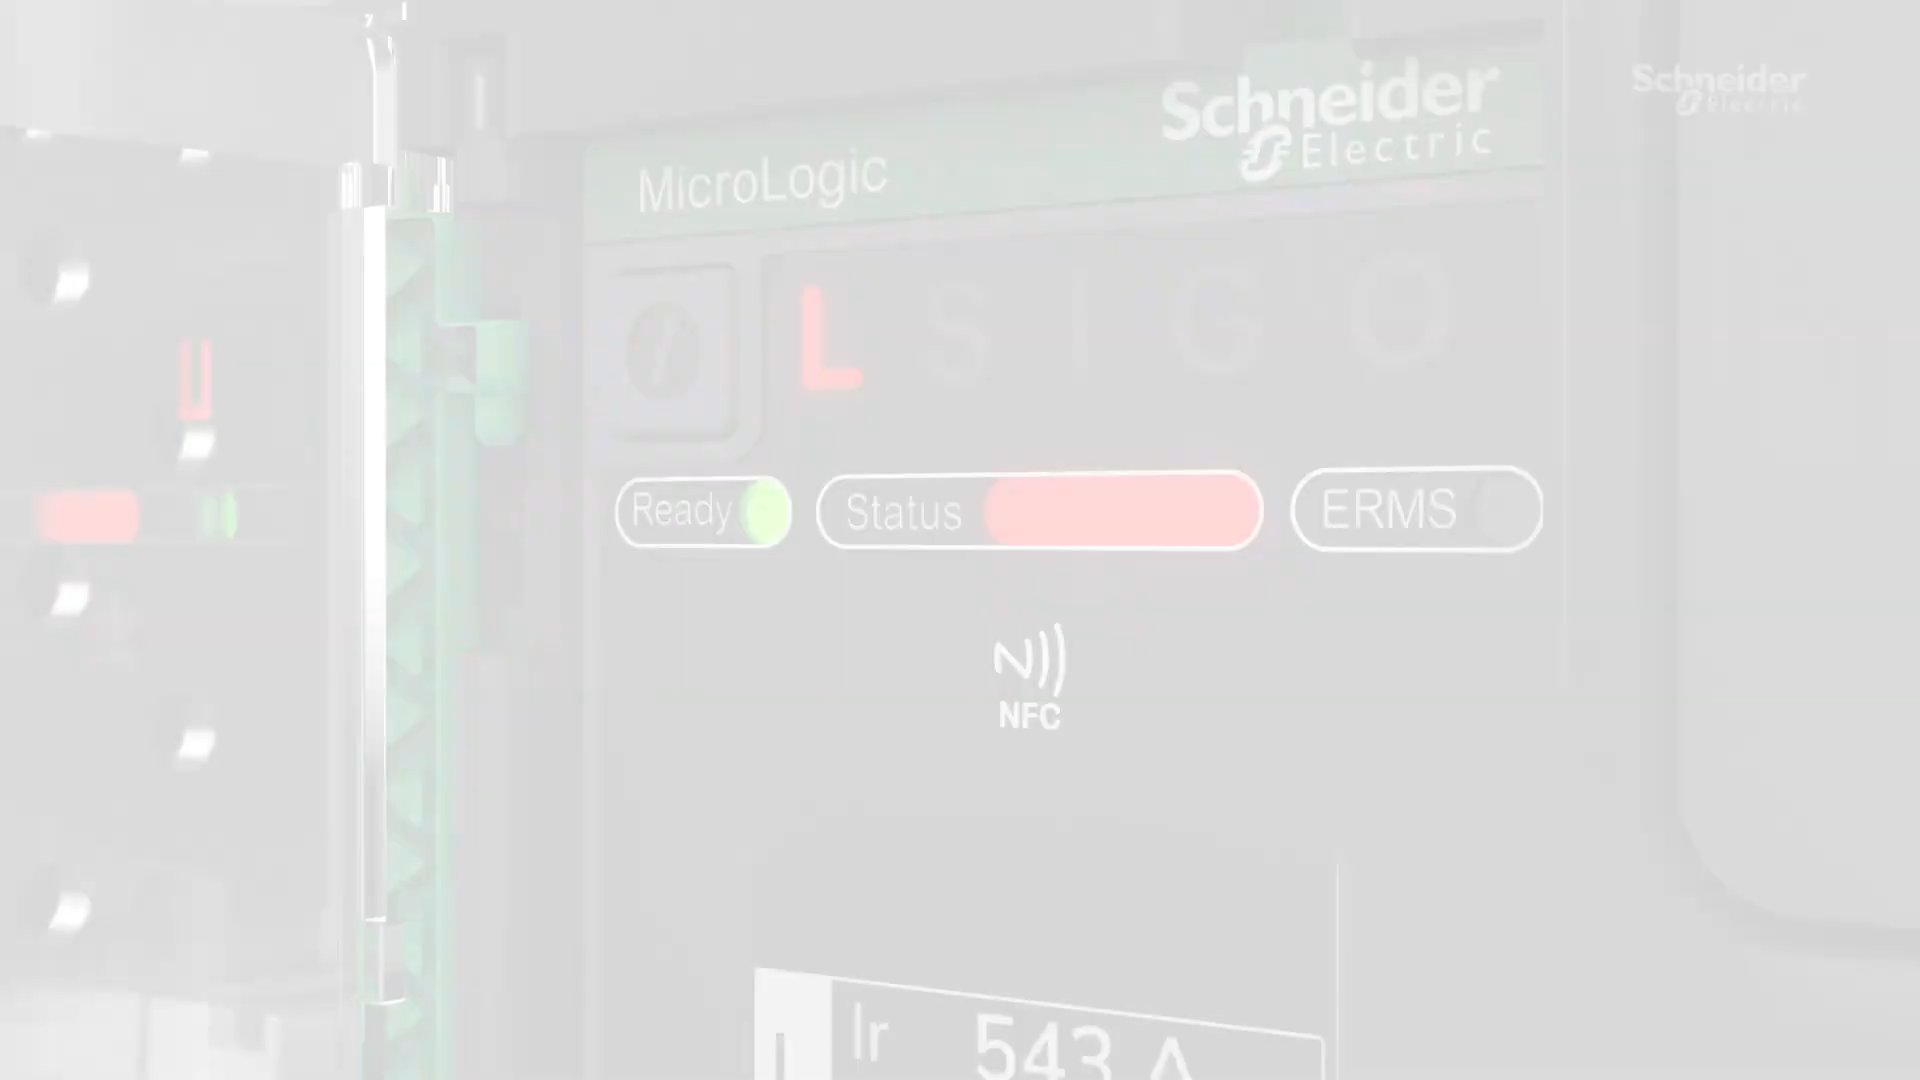 Schneider
Electric
Schneider
Electric
MicroLogic
L S I G O
Ready
Status
ERMS
NFC
Ir 543 A